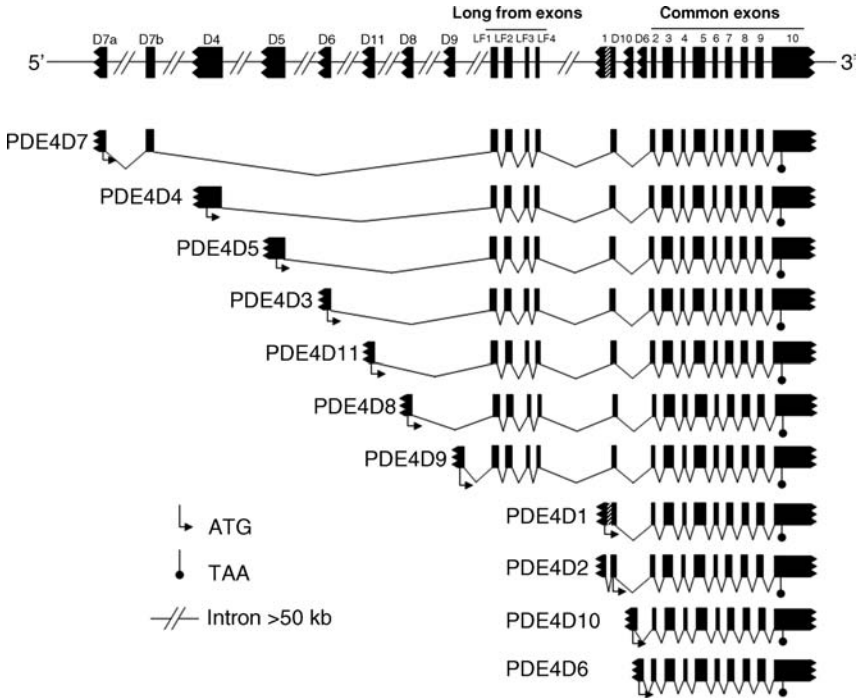 Long from exons
Common exons
D7a D7b D4 D5 D6 D11 D8 D9 LF1 LF2 LF3 LF4 1 D10 D6 2 3 4 5 6 7 8 9 10
5' 3'
PDE4D7
PDE4D4
PDE4D5
PDE4D3
PDE4D11
PDE4D8
PDE4D9
PDE4D1
ATG
PDE4D2
TAA
PDE4D10
Intron >50 kb
PDE4D6